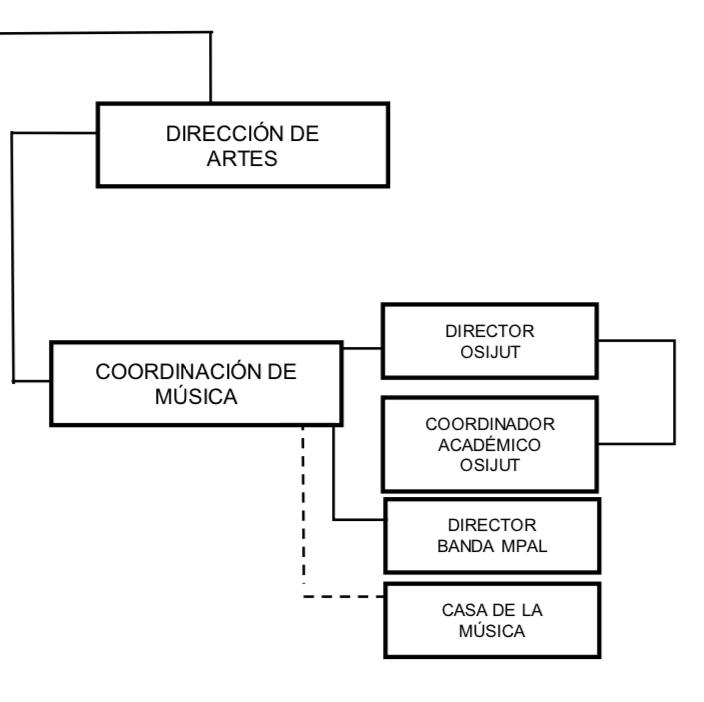 DIRECCIÓN DE
ARTES
COORDINACIÓN DE
MÚSICA
DIRECTOR
OSIJUT
COORDINADOR
ACADÉMICO
OSIJUT
DIRECTOR
BANDA MPAL
CASA DE LA
MÚSICA